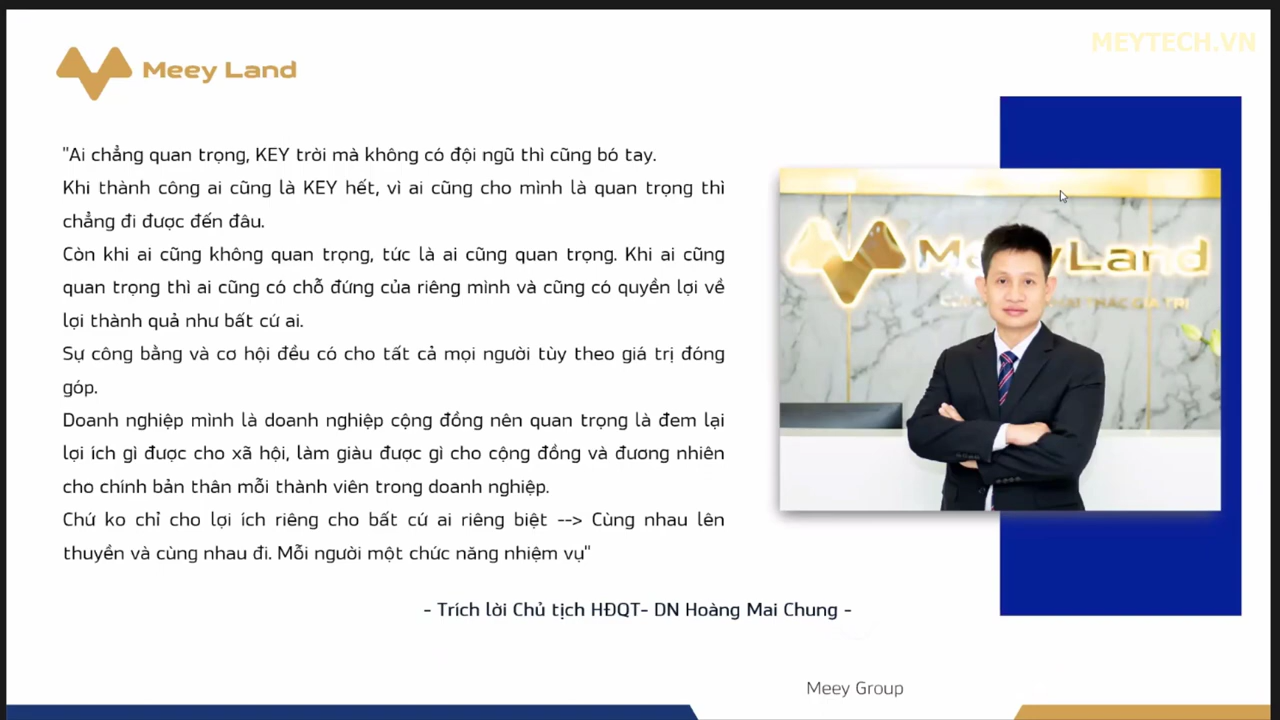 MEYTECH.VN
Meey Land
"Ai chẳng quan trọng, KEY trời mà không có đội ngũ thì cũng bó tay.
Khi thành công ai cũng là KEY hết, vì ai cũng cho mình là quan trọng thì
chẳng đi được đến đâu.
Còn khi ai cũng không quan trọng, tức là ai cũng quan trọng. Khi ai cũng
quan trọng thì ai cũng có chỗ đứng của riêng mình và cũng có quyền lợi về
lợi thành quả như bất cứ ai.
Sự công bằng và cơ hội đều có cho tất cả mọi người tùy theo giá trị đóng
góp.
Doanh nghiệp mình là doanh nghiệp cộng đồng nên quan trọng là đem lại
lợi ích gì được cho xã hội, làm giàu được gì cho cộng đồng và đương nhiên
cho chính bản thân mỗi thành viên trong doanh nghiệp.
Chứ ko chỉ cho lợi ích riêng cho bất cứ ai riêng biệt --> Cùng nhau lên
thuyền và cùng nhau đi. Mỗi người một chức năng nhiệm vụ"
- Trích lời Chủ tịch HĐQT- DN Hoàng Mai Chung -
Meey Group